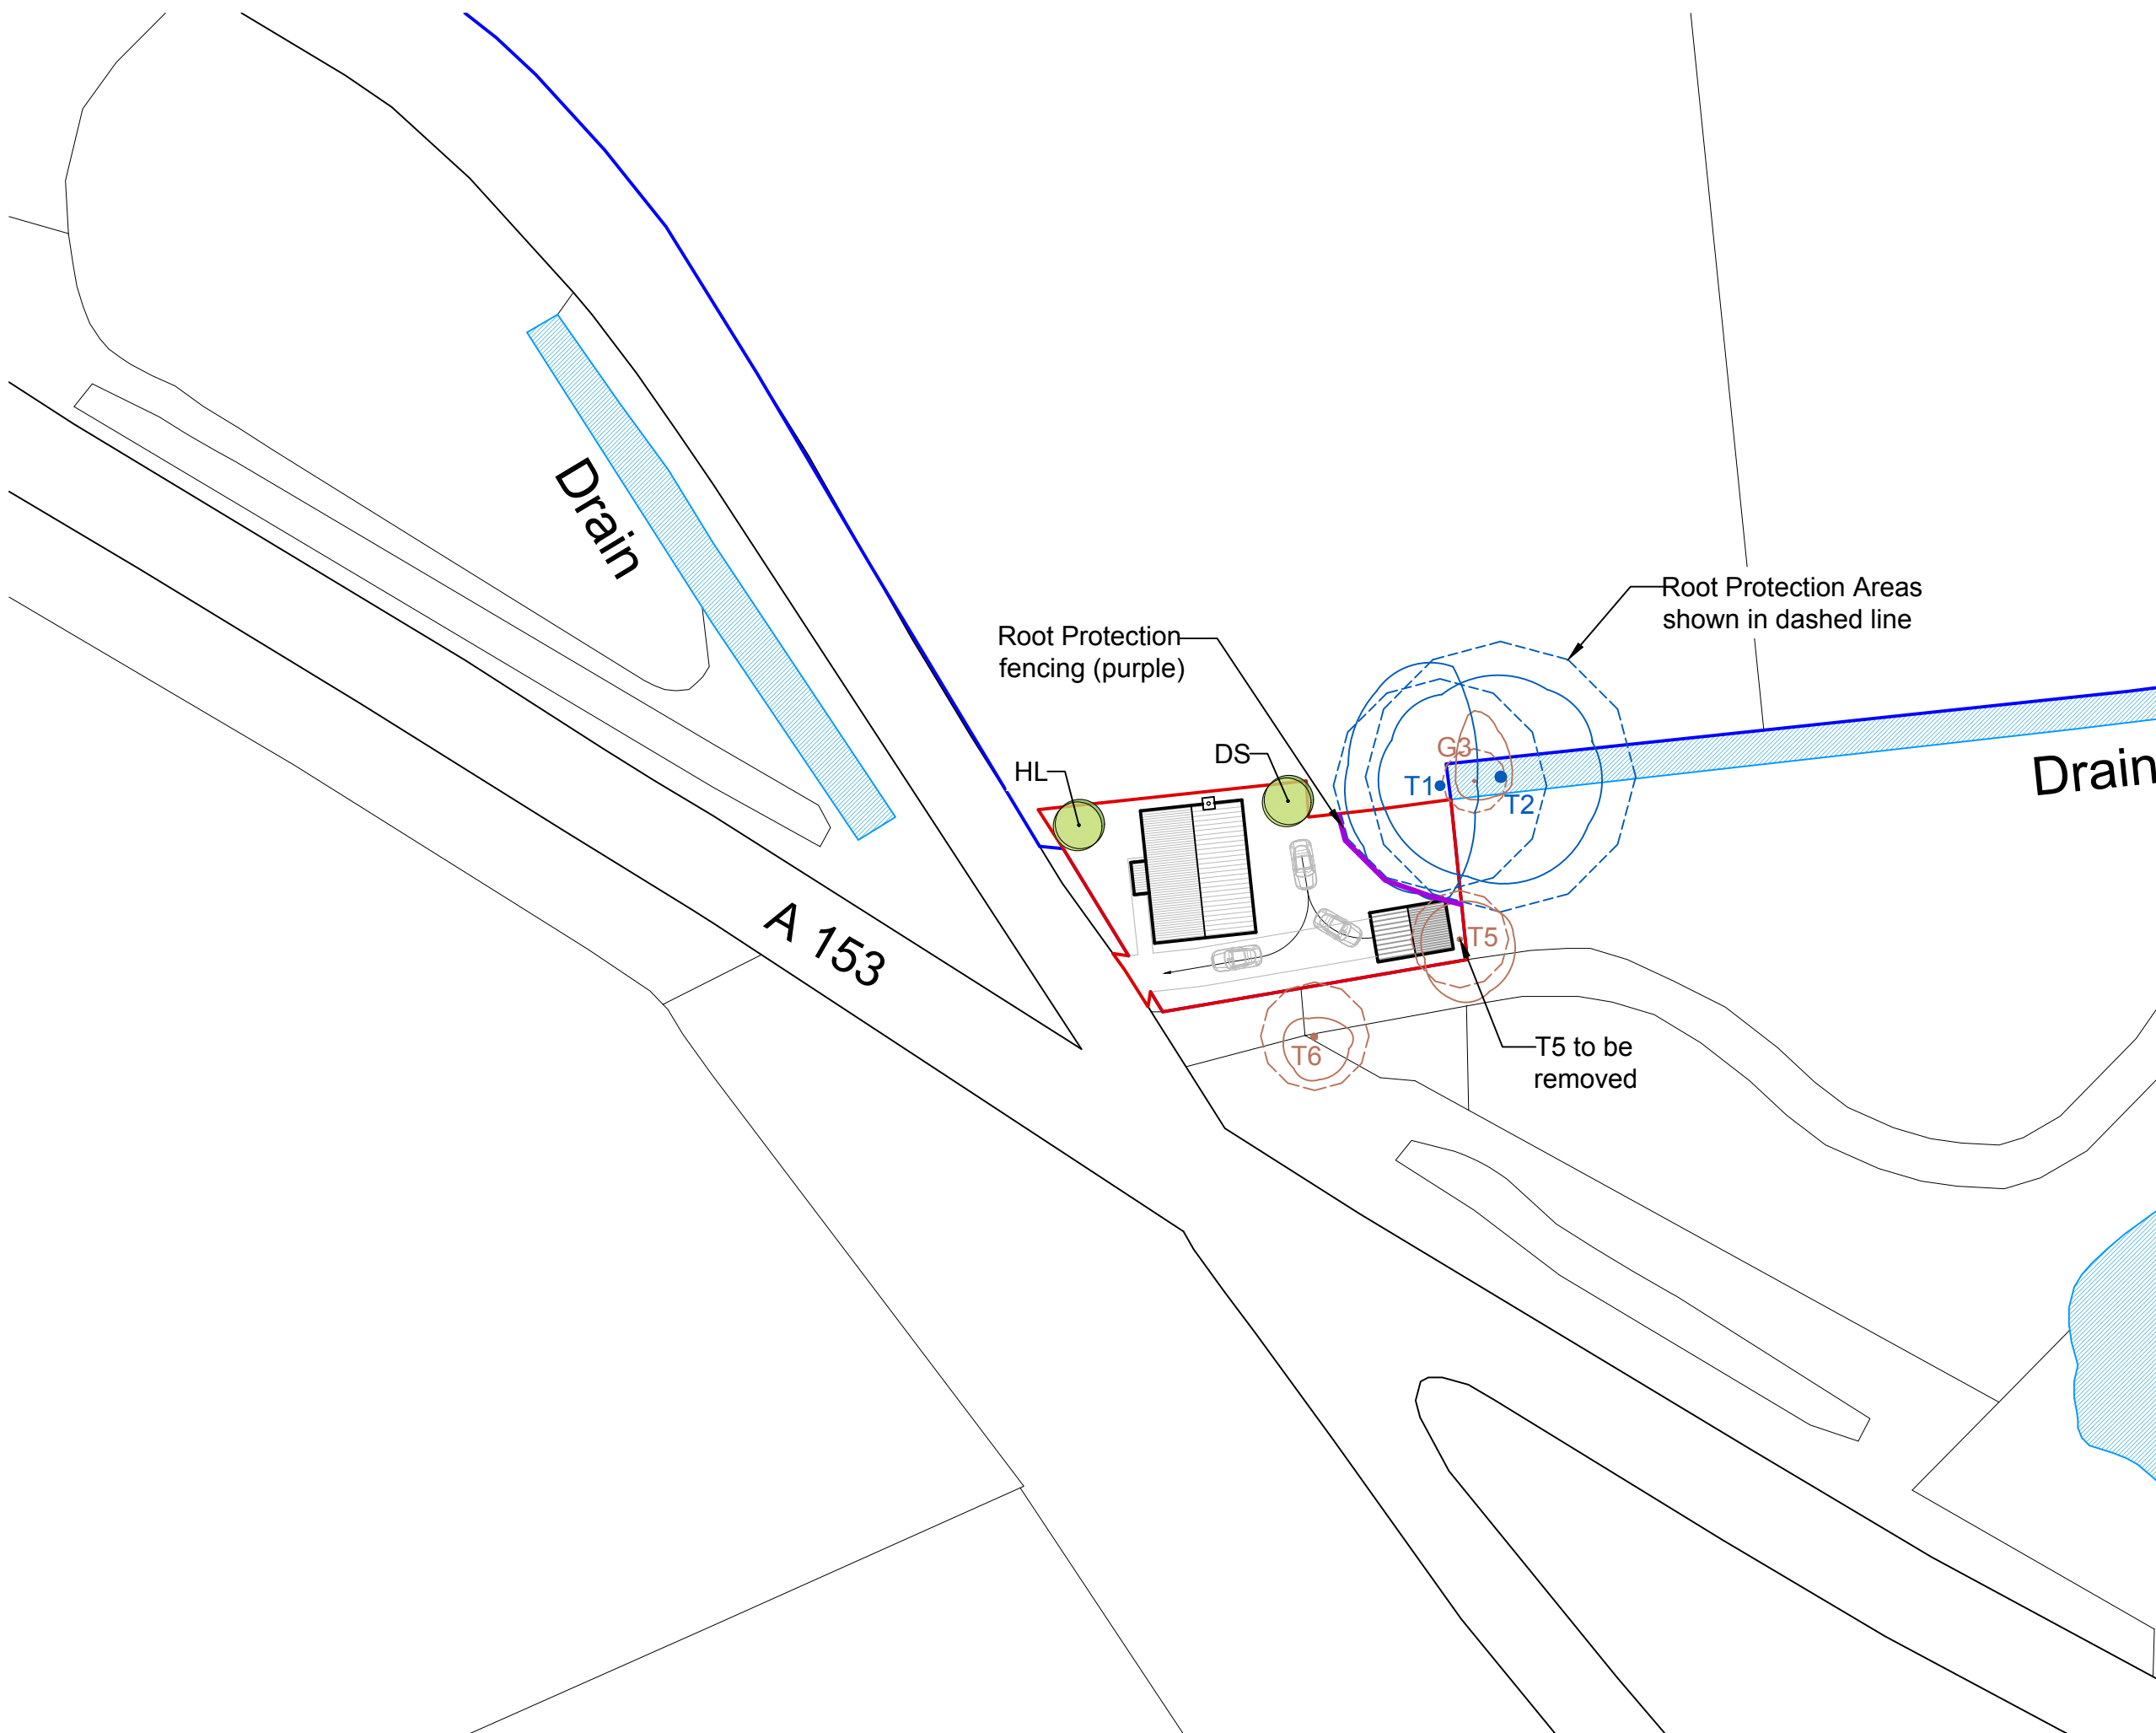 Drain
Root Protection Areas
shown in dashed line
Root Protection
fencing (purple)
G3
DS
HL
T1
T2
Drain
A 153
T5
T6
T5 to be
removed